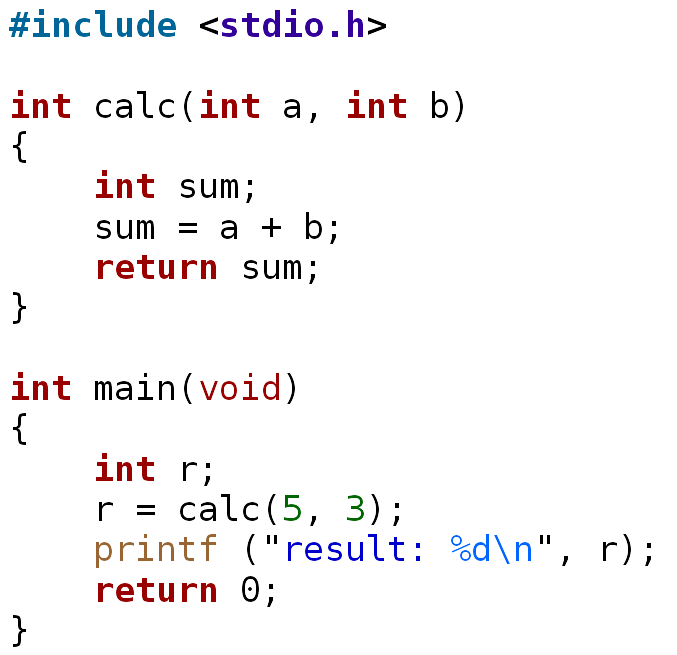 #include <stdio.h>

int calc(int a, int b)
{
    int sum;
    sum = a + b;
    return sum;
}

int main(void)
{
    int r;
    r = calc(5, 3);
    printf ("result: %d\n", r);
    return 0;
}